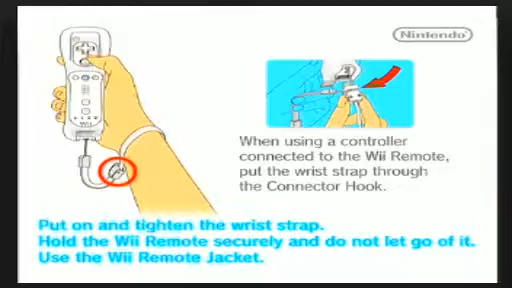 Nintendo
When using a controller
connected to the Wii Remote,
put the wrist strap through
the Connector Hook.
Put on and tighten the wrist strap.
Hold the Wii Remote securely and do not let go of it.
Use the Wii Remote Jacket.